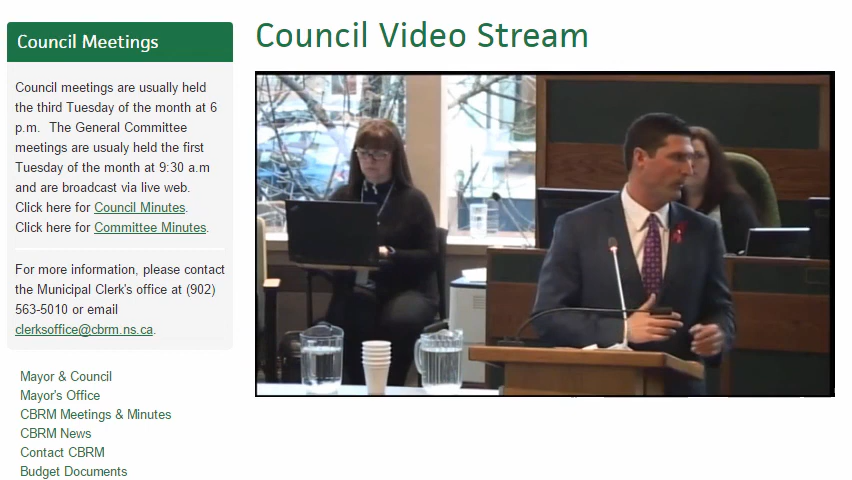 Council Meetings
Council meetings are usually held
the third Tuesday of the month at 6
p.m. The General Committee
meetings are usualy held the first
Tuesday of the month at 9:30 a.m
and are broadcast via live web.
Click here for Council Minutes.
Click here for Committee Minutes.
For more information, please contact
the Municipal Clerk's office at (902)
563-5010 or email
clerksoffice@cbrm.ns.ca.
Mayor & Council
Mayor's Office
CBRM Meetings & Minutes
CBRM News
Contact CBRM
Budget Documents
Council Video Stream